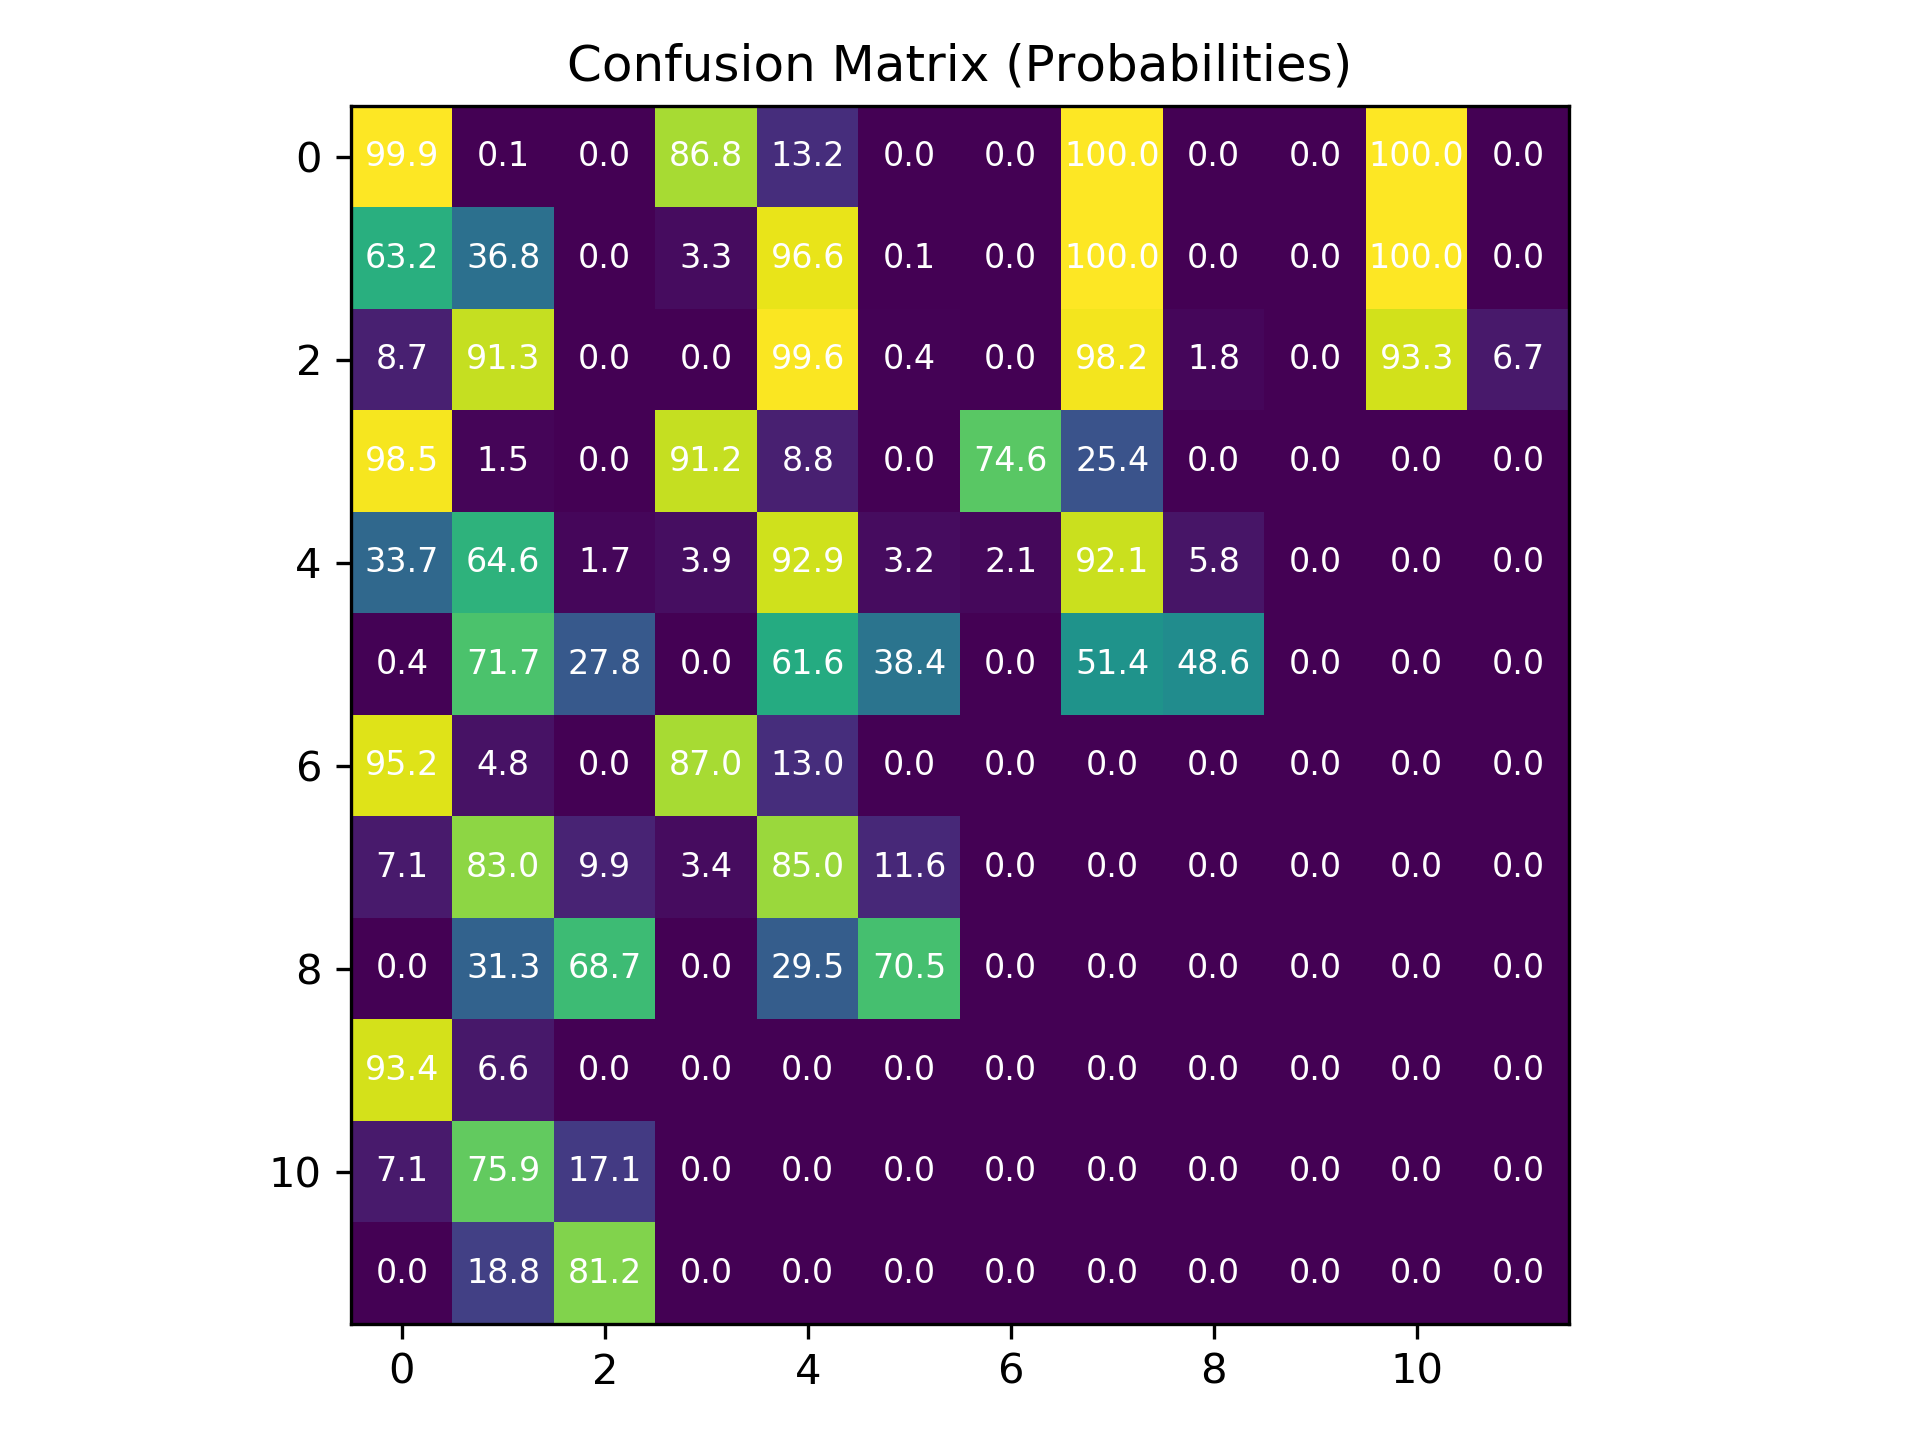 Confusion Matrix (Probabilities)
0 99.9 0.1 0.0 86.8 13.2 0.0 0.0 100.0 0.0 0.0 100.0 0.0
63.2 36.8 0.0 3.3 96.6 0.1 0.0 100.0 0.0 0.0 100.0 0.0
2 8.7 91.3 0.0 0.0 99.6 0.4 0.0 98.2 1.8 0.0 93.3 6.7
98.5 1.5 0.0 91.2 8.8 0.0 74.6 25.4 0.0 0.0 0.0 0.0
4 33.7 64.6 1.7 3.9 92.9 3.2 2.1 92.1 5.8 0.0 0.0 0.0
0.4 71.7 27.8 0.0 61.6 38.4 0.0 51.4 48.6 0.0 0.0 0.0
6 95.2 4.8 0.0 87.0 13.0 0.0 0.0 0.0 0.0 0.0 0.0 0.0
7.1 83.0 9.9 3.4 85.0 11.6 0.0 0.0 0.0 0.0 0.0 0.0
8 0.0 31.3 68.7 0.0 29.5 70.5 0.0 0.0 0.0 0.0 0.0 0.0
93.4 6.6 0.0 0.0 0.0 0.0 0.0 0.0 0.0 0.0 0.0 0.0
10 7.1 75.9 17.1 0.0 0.0 0.0 0.0 0.0 0.0 0.0 0.0 0.0
0.0 18.8 81.2 0.0 0.0 0.0 0.0 0.0 0.0 0.0 0.0 0.0
0 2 4 6 8 10